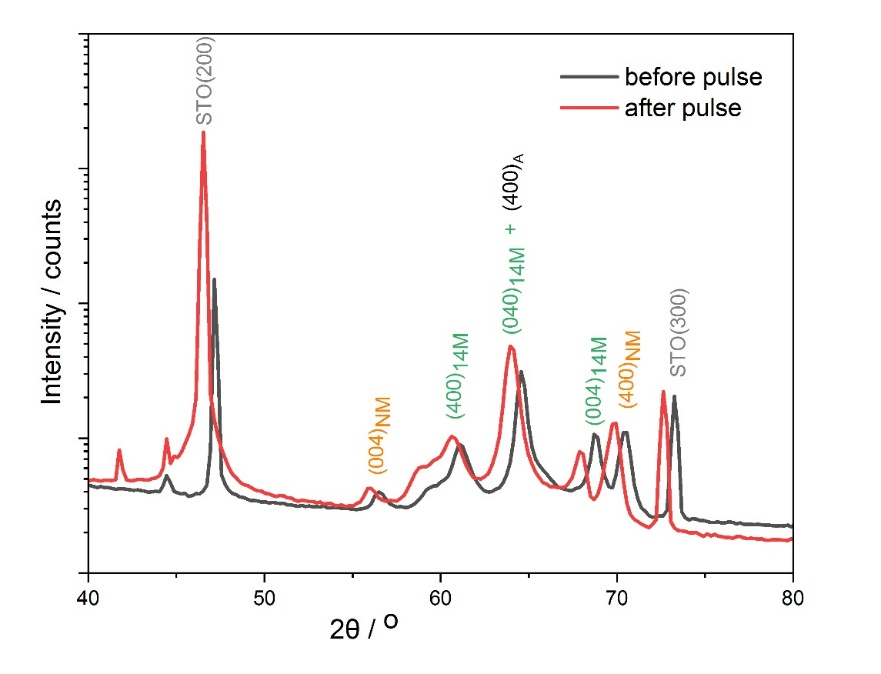 STO(200)
before pulse
after pulse
(004)NM
(400)14M
(040)14M + (400)A
(004)14M
(400)NM
STO(300)
Intensity / counts
40 50 60 70 80
2θ / o